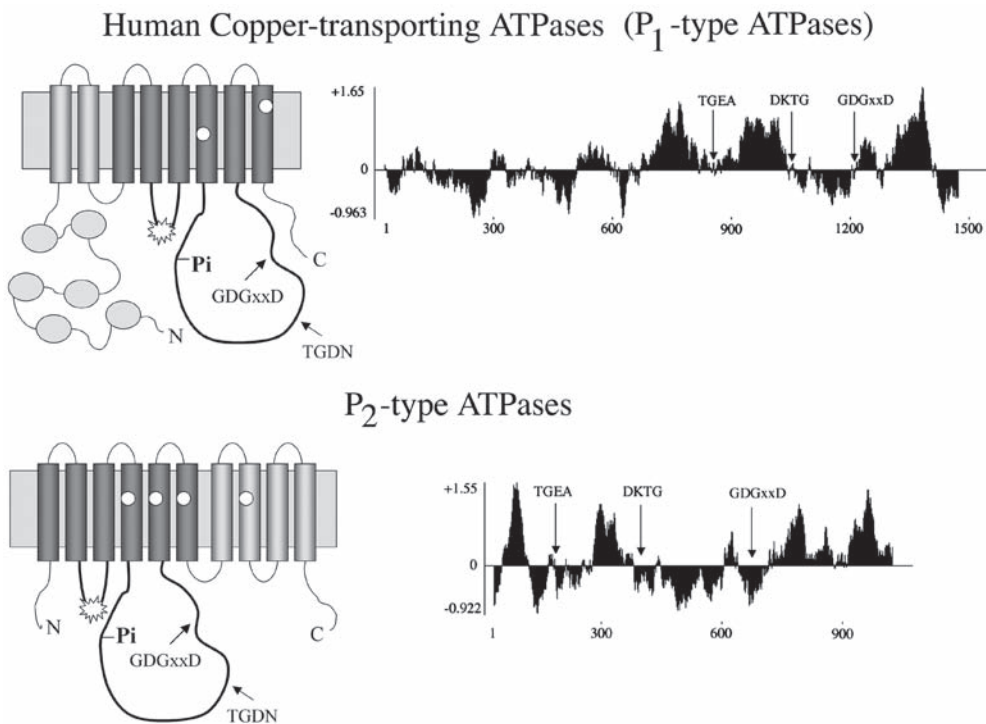 Human Copper-transporting ATPases (P1-type ATPases)
Pi
GDGxxD
C
N
TGDN
+1.65
0
-0.963
TGEA
DKTG
GDGxxD
1
300
600
900
1200
1500
P2-type ATPases
N
Pi
GDGxxD
C
TGDN
+1.55
0
-0.922
TGEA
DKTG
GDGxxD
1
300
600
900